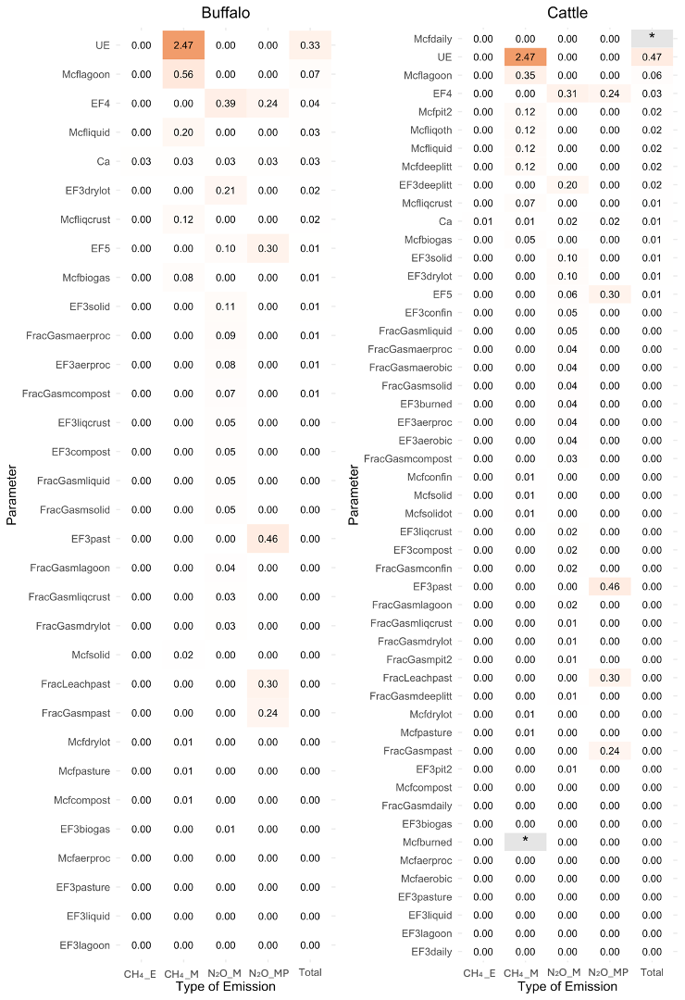 Buffalo
UE 0.00 2.47 0.00 0.00 0.33
Mcflagoon 0.00 0.56 0.00 0.00 0.07
EF4 0.00 0.00 0.39 0.24 0.04
Mcfliquid 0.00 0.20 0.00 0.00 0.03
Ca 0.03 0.03 0.03 0.03 0.03
EF3drylot 0.00 0.00 0.21 0.00 0.02
Mcfliqcrust 0.00 0.12 0.00 0.00 0.02
EF5 0.00 0.00 0.10 0.30 0.01
Mcfbiogas 0.00 0.08 0.00 0.00 0.01
EF3solid 0.00 0.00 0.11 0.00 0.01
FracGasmaerproc 0.00 0.00 0.09 0.00 0.01
EF3aerproc 0.00 0.00 0.08 0.00 0.01
FracGasmcompost 0.00 0.00 0.07 0.00 0.01
EF3liqcrust 0.00 0.00 0.05 0.00 0.00
EF3compost 0.00 0.00 0.05 0.00 0.00
FracGasmliquid 0.00 0.00 0.05 0.00 0.00
FracGasmsolid 0.00 0.00 0.05 0.00 0.00
EF3past 0.00 0.00 0.00 0.46 0.00
FracGasmlagoon 0.00 0.00 0.04 0.00 0.00
FracGasmliqcrust 0.00 0.00 0.03 0.00 0.00
FracGasmdrylot 0.00 0.00 0.03 0.00 0.00
Mcfsolid 0.00 0.02 0.00 0.00 0.00
FracLeachpast 0.00 0.00 0.00 0.30 0.00
FracGasmpast 0.00 0.00 0.00 0.24 0.00
Mcfdrylot 0.00 0.01 0.00 0.00 0.00
Mcfpasture 0.00 0.01 0.00 0.00 0.00
Mcfcompost 0.00 0.01 0.00 0.00 0.00
EF3biogas 0.00 0.00 0.01 0.00 0.00
Mcfaerproc 0.00 0.00 0.00 0.00 0.00
EF3pasture 0.00 0.00 0.00 0.00 0.00
EF3liquid 0.00 0.00 0.00 0.00 0.00
EF3lagoon 0.00 0.00 0.00 0.00 0.00
CH₄_E CH₄_M N₂O_M N₂O_MP Total
Type of Emission
Parameter
Cattle
Mcfdaily 0.00 0.00 0.00 0.00 *
UE 0.00 2.47 0.00 0.00 0.47
Mcflagoon 0.00 0.35 0.00 0.00 0.06
EF4 0.00 0.00 0.31 0.24 0.03
Mcfpit2 0.00 0.12 0.00 0.00 0.02
Mcfliqoth 0.00 0.12 0.00 0.00 0.02
Mcfliquid 0.00 0.12 0.00 0.00 0.02
Mcfdeeplitt 0.00 0.12 0.00 0.00 0.02
EF3deeplitt 0.00 0.00 0.20 0.00 0.02
Mcfliqcrust 0.00 0.07 0.00 0.00 0.01
Ca 0.01 0.01 0.02 0.02 0.01
Mcfbiogas 0.00 0.05 0.00 0.00 0.01
EF3solid 0.00 0.00 0.10 0.00 0.01
EF3drylot 0.00 0.00 0.10 0.00 0.01
EF5 0.00 0.00 0.06 0.30 0.01
EF3confin 0.00 0.00 0.05 0.00 0.00
FracGasmliquid 0.00 0.00 0.05 0.00 0.00
FracGasmaerproc 0.00 0.00 0.04 0.00 0.00
FracGasmaerobic 0.00 0.00 0.04 0.00 0.00
FracGasmsolid 0.00 0.00 0.04 0.00 0.00
EF3burned 0.00 0.00 0.04 0.00 0.00
EF3aerproc 0.00 0.00 0.04 0.00 0.00
EF3aerobic 0.00 0.00 0.04 0.00 0.00
FracGasmcompost 0.00 0.00 0.03 0.00 0.00
Mcfconfin 0.00 0.01 0.00 0.00 0.00
Mcfsolid 0.00 0.01 0.00 0.00 0.00
Mcfsolidot 0.00 0.01 0.00 0.00 0.00
EF3liqcrust 0.00 0.00 0.02 0.00 0.00
EF3compost 0.00 0.00 0.02 0.00 0.00
FracGasmconfin 0.00 0.00 0.02 0.00 0.00
EF3past 0.00 0.00 0.00 0.46 0.00
FracGasmlagoon 0.00 0.00 0.02 0.00 0.00
FracGasmliqcrust 0.00 0.00 0.01 0.00 0.00
FracGasmdrylot 0.00 0.00 0.01 0.00 0.00
FracGasmpit2 0.00 0.00 0.01 0.00 0.00
FracLeachpast 0.00 0.00 0.00 0.30 0.00
FracGasmdeeplitt 0.00 0.00 0.01 0.00 0.00
Mcfdrylot 0.00 0.01 0.00 0.00 0.00
Mcfpasture 0.00 0.01 0.00 0.00 0.00
FracGasmpast 0.00 0.00 0.00 0.24 0.00
EF3pit2 0.00 0.00 0.01 0.00 0.00
Mcfcompost 0.00 0.00 0.00 0.00 0.00
FracGasmdaily 0.00 0.00 0.00 0.00 0.00
EF3biogas 0.00 0.00 0.00 0.00 0.00
Mcfburned 0.00 * 0.00 0.00 0.00
Mcfaerproc 0.00 0.00 0.00 0.00 0.00
Mcfaerobic 0.00 0.00 0.00 0.00 0.00
EF3pasture 0.00 0.00 0.00 0.00 0.00
EF3liquid 0.00 0.00 0.00 0.00 0.00
EF3lagoon 0.00 0.00 0.00 0.00 0.00
EF3daily 0.00 0.00 0.00 0.00 0.00
CH₄_E CH₄_M N₂O_M N₂O_MP Total
Type of Emission
Parameter